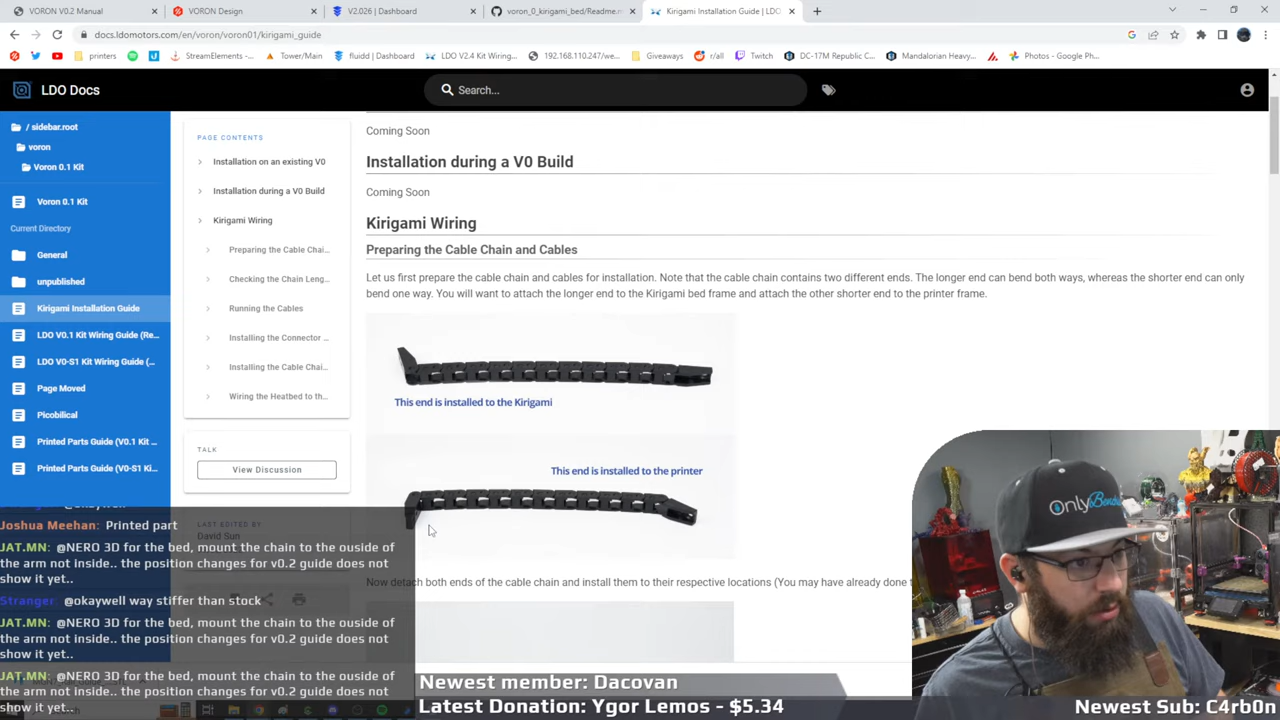 VORON V0.2 Manual
VORON Design
V2.026 | Dashboard
voron_0_kirigami_bed/Readme.m
Kirigami Installation Guide | LDO
docs.ldomotors.com/en/voron/voron01/kirigami_guide
printers
StreamElements -...
Tower/Main
fluidd | Dashboard
LDO V2.4 Kit Wiring...
192.168.110.247/we...
Giveaways
r/all
Twitch
DC-17M Republic C...
Mandalorian Heavy...
Photos - Google Ph...
LDO Docs
Search...
/ sidebar.root
voron
Voron 0.1 Kit
Voron 0.1 Kit
Current Directory
General
unpublished
Kirigami Installation Guide
LDO V0.1 Kit Wiring Guide (Re...
LDO V0-S1 Kit Wiring Guide (...
Page Moved
Picobilical
Printed Parts Guide (V0.1 Kit ...
Printed Parts Guide (V0-S1 Ki...
PAGE CONTENTS
Installation on an existing V0
Installation during a V0 Build
Kirigami Wiring
Preparing the Cable Chai...
Checking the Chain Leng...
Running the Cables
Installing the Connector ...
Installing the Cable Chai...
Wiring the Heatbed to th...
TALK
View Discussion
LAST EDITED BY
David Sun
Coming Soon
Installation during a V0 Build
Coming Soon
Kirigami Wiring
Preparing the Cable Chain and Cables
Let us first prepare the cable chain and cables for installation. Note that the cable chain contains two different ends. The longer end can bend both ways, whereas the shorter end can only
bend one way. You will want to attach the longer end to the Kirigami bed frame and attach the other shorter end to the printer frame.
This end is installed to the Kirigami
This end is installed to the printer
Now detach both ends of the cable chain and install them to their respective locations (You may have already done t
Joshua Meehan: Printed part
JAT.MN: @NERO 3D for the bed, mount the chain to the ouside of
the arm not inside.. the position changes for v0.2 guide does not
show it yet..
Stranger @okaywell way stiffer than stock
JAT.MN: @NERO 3D for the bed, mount the chain to the ouside of
the arm not inside.. the position changes for v0.2 guide does not
show it yet..
JAT.MN: @NERO 3D for the bed, mount the chain to the ouside of
the arm not inside.. the position changes for v0.2 guide does not
show it yet..
OnlyBenchys
Newest member: Dacovan
Latest Donation: Ygor Lemos - $5.34
Newest Sub: C4rb0n